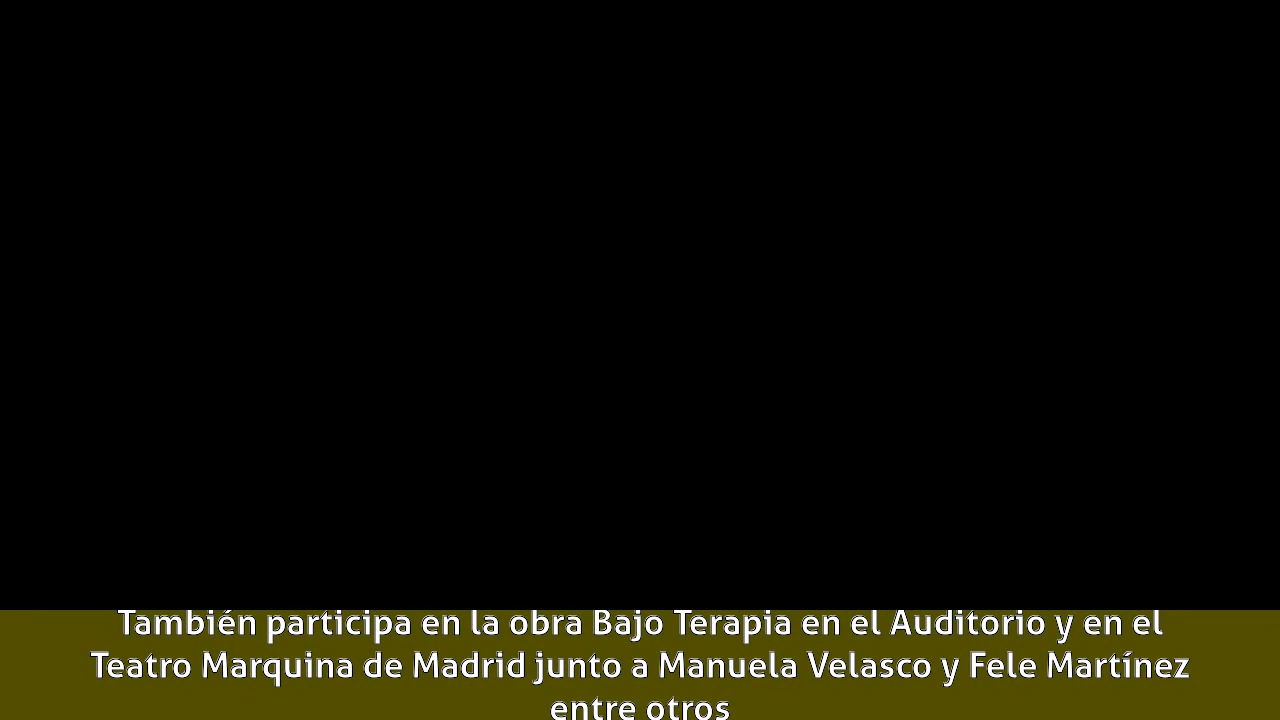 También participa en la obra Bajo Terapia en el Auditorio y en el
Teatro Marquina de Madrid junto a Manuela Velasco y Fele Martínez
entre otros